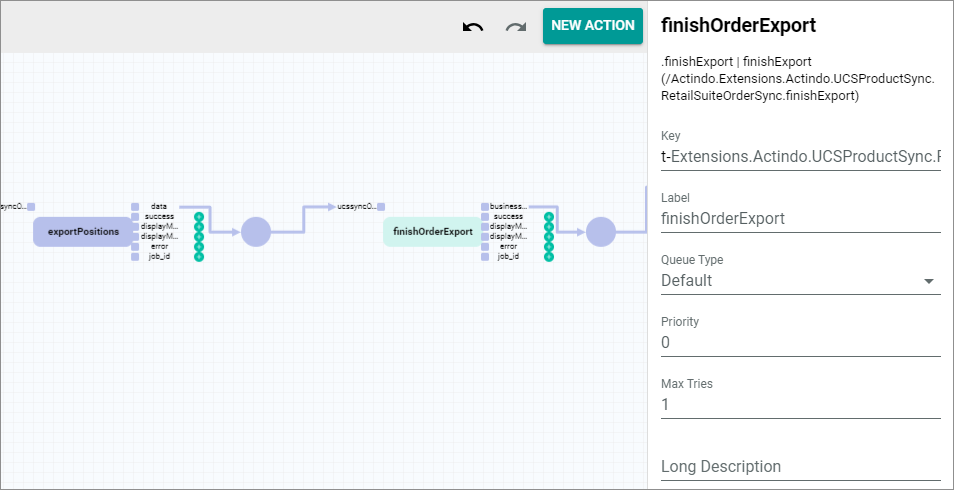 NEW ACTION
finishOrderExport
.finishExport | finishExport
(/Actindo.Extensions.Actindo.UCSProductSync.
RetailSuiteOrderSync.finishExport)
Key
t-Extensions.Actindo.UCSProductSync.
Label
finishOrderExport
Queue Type
Default
Priority
0
Max Tries
1
Long Description
syncO...
exportPositions
data
success
displayM...
displayM...
error
job_id
ucssyncO...
finishOrderExport
business...
success
displayM...
displayM...
error
job_id